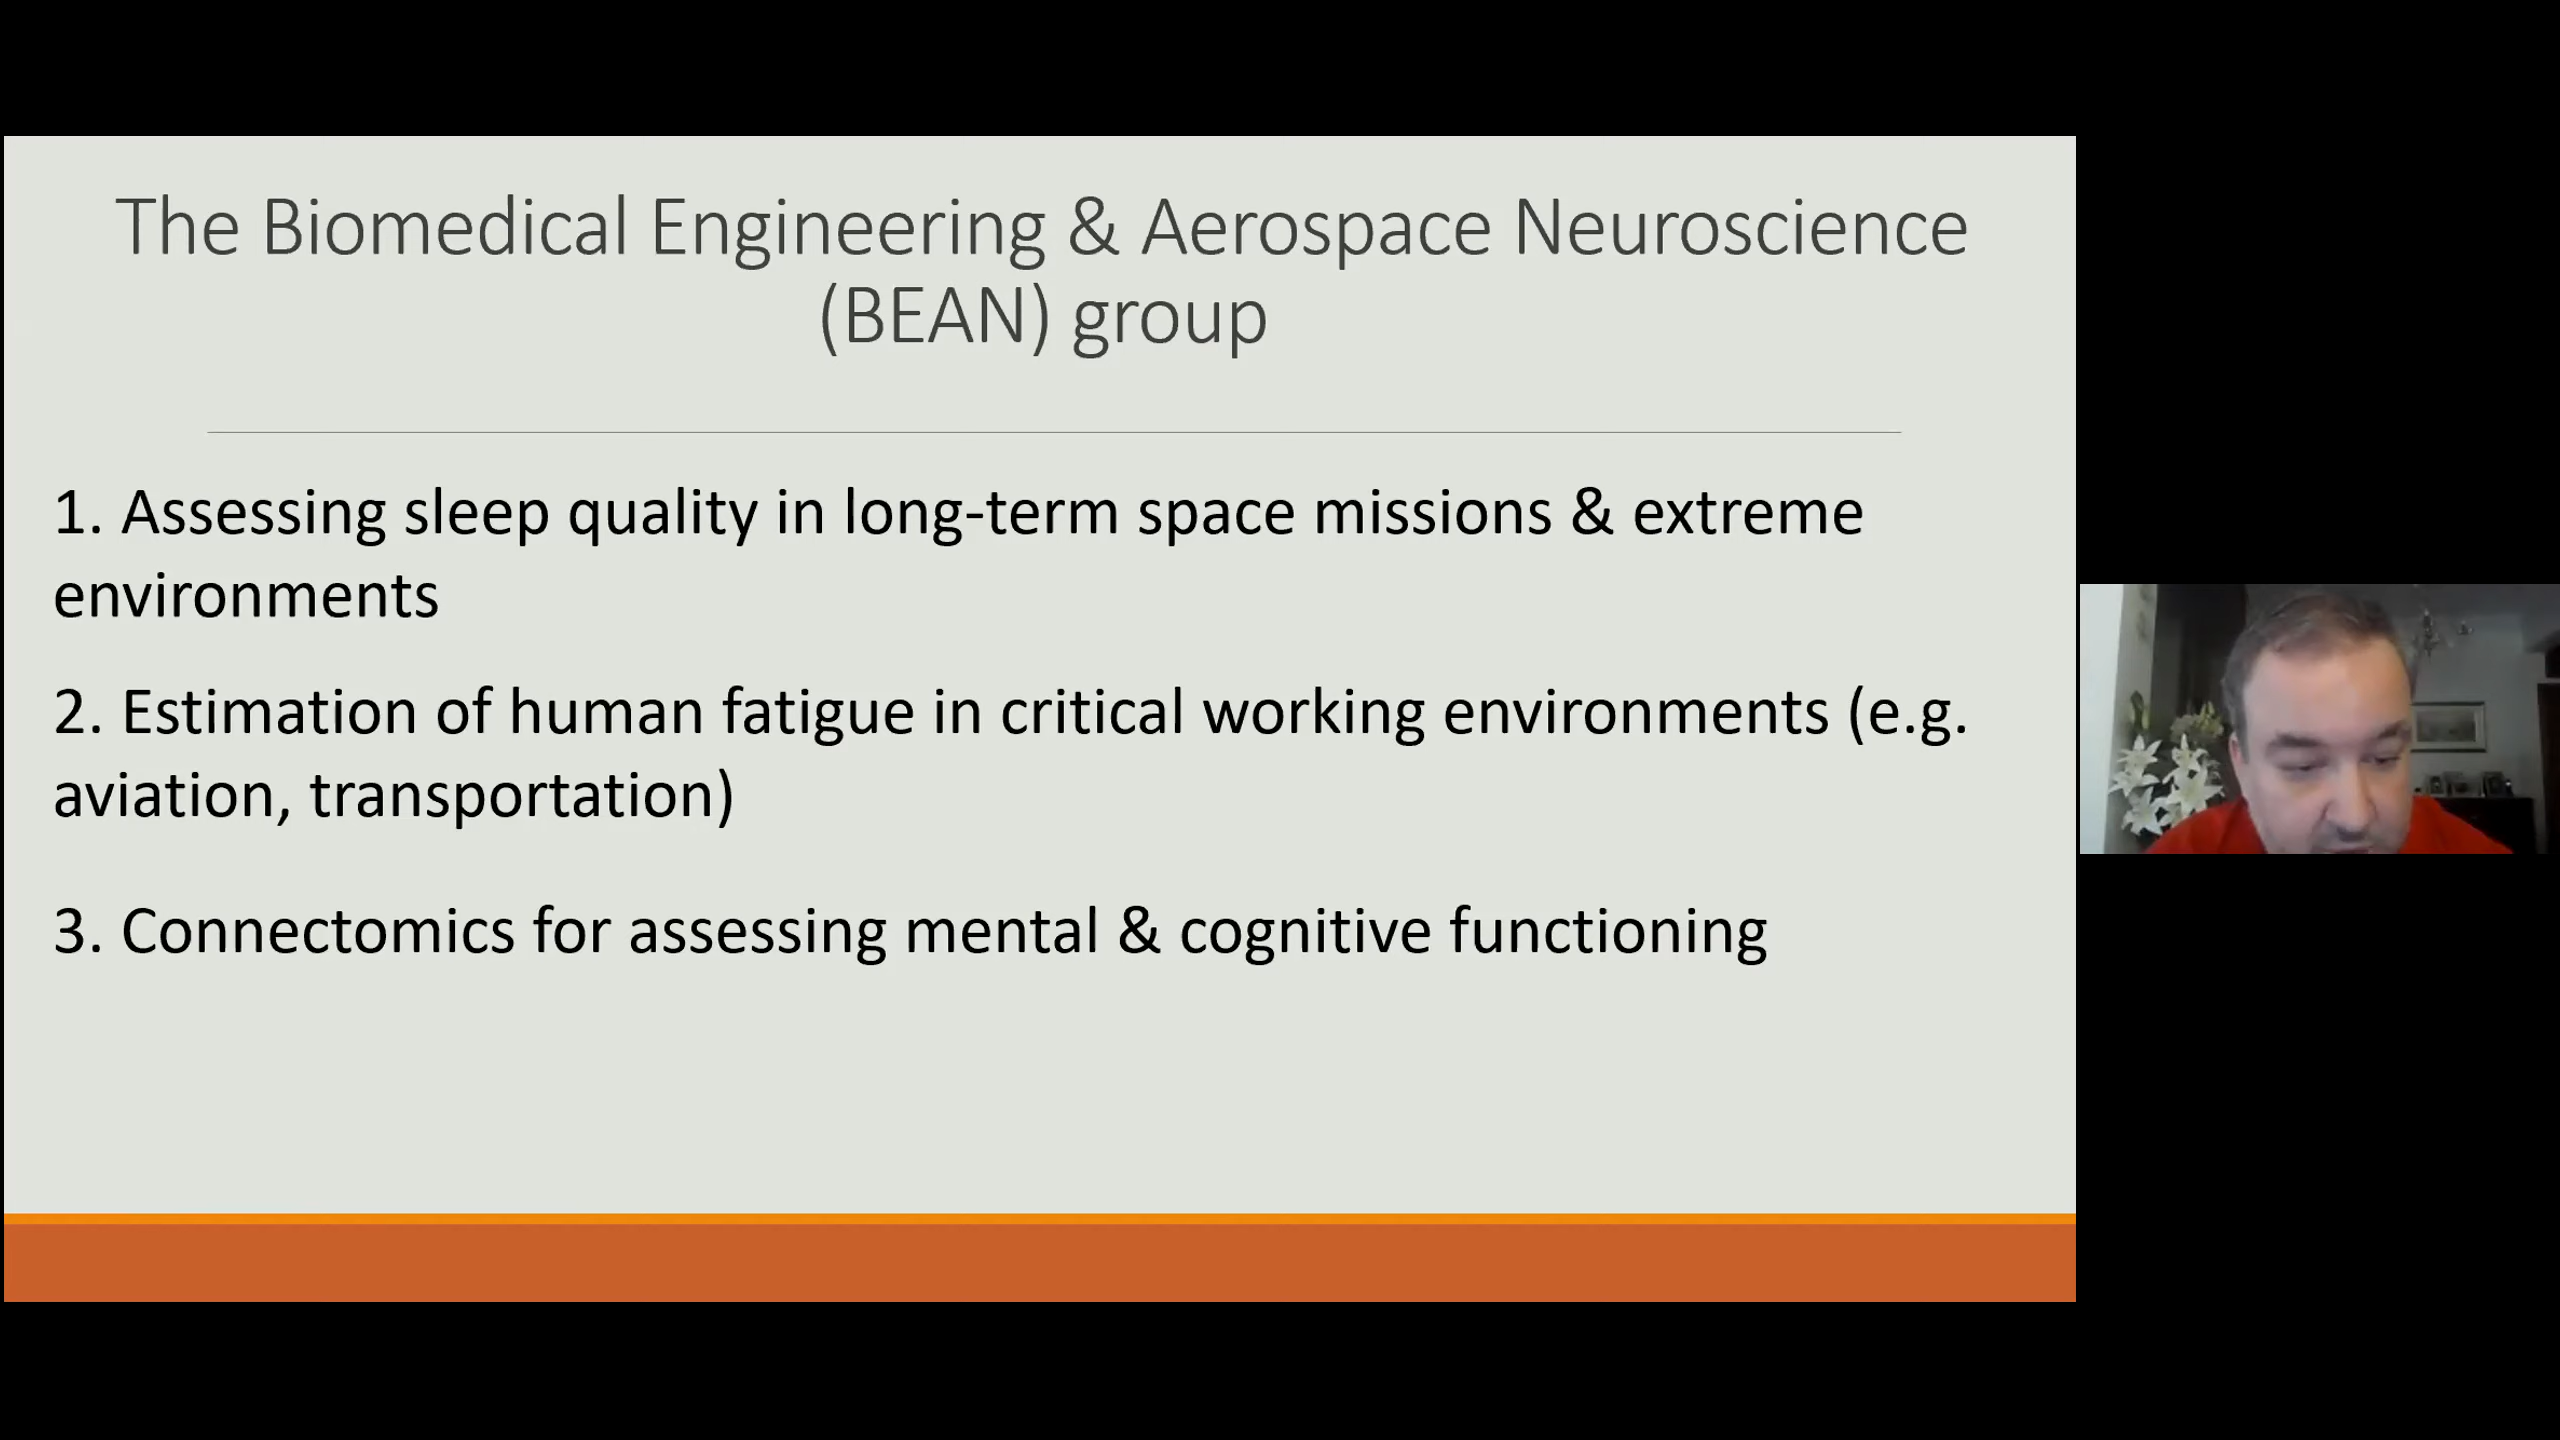 The Biomedical Engineering & Aerospace Neuroscience
(BEAN) group
1. Assessing sleep quality in long-term space missions & extreme
environments
2. Estimation of human fatigue in critical working environments (e.g.
aviation, transportation)
3. Connectomics for assessing mental & cognitive functioning